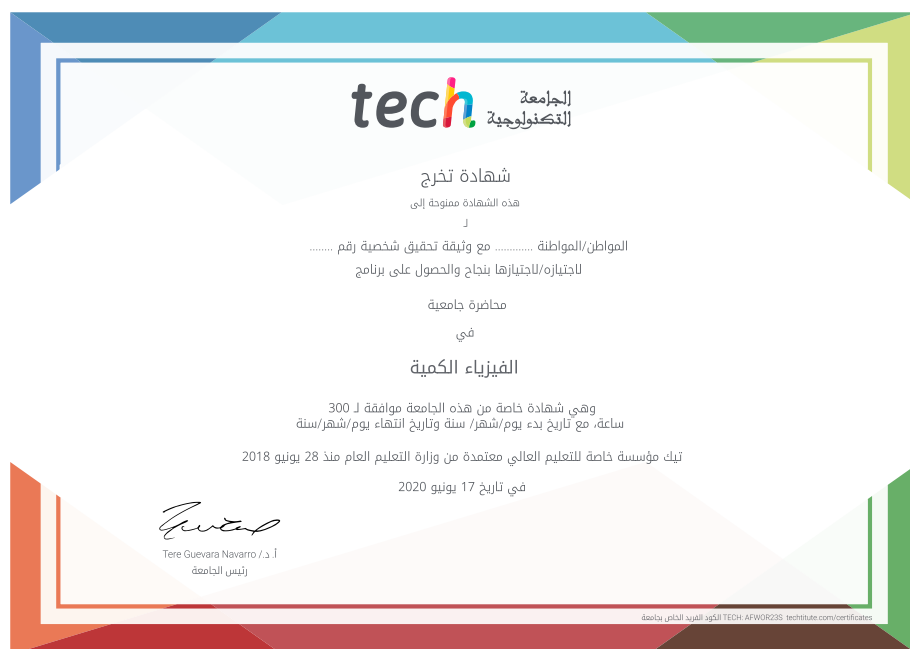 tech الجامعة
التكنولوجية
شهادة تخرج
هذه الشهادة ممنوحة إلى
لـ
المواطن/المواطنة ............ مع وثيقة تحقيق شخصية رقم ........
لاجتيازه/لاجتيازها بنجاح والحصول على برنامج
محاضرة جامعية
في
الفيزياء الكمية
وهي شهادة خاصة من هذه الجامعة موافقة لـ 300
ساعة، مع تاريخ بدء يوم/شهر/ سنة وتاريخ انتهاء يوم/شهر/سنة
تيك مؤسسة خاصة للتعليم العالي معتمدة من وزارة التعليم العام منذ 28 يونيو 2018
في تاريخ 17 يونيو 2020
أ. د./ Tere Guevara Navarro
رئيس الجامعة
الكود الفريد الخاص بجامعة TECH: AFWOR23S techtitute.com/certificates